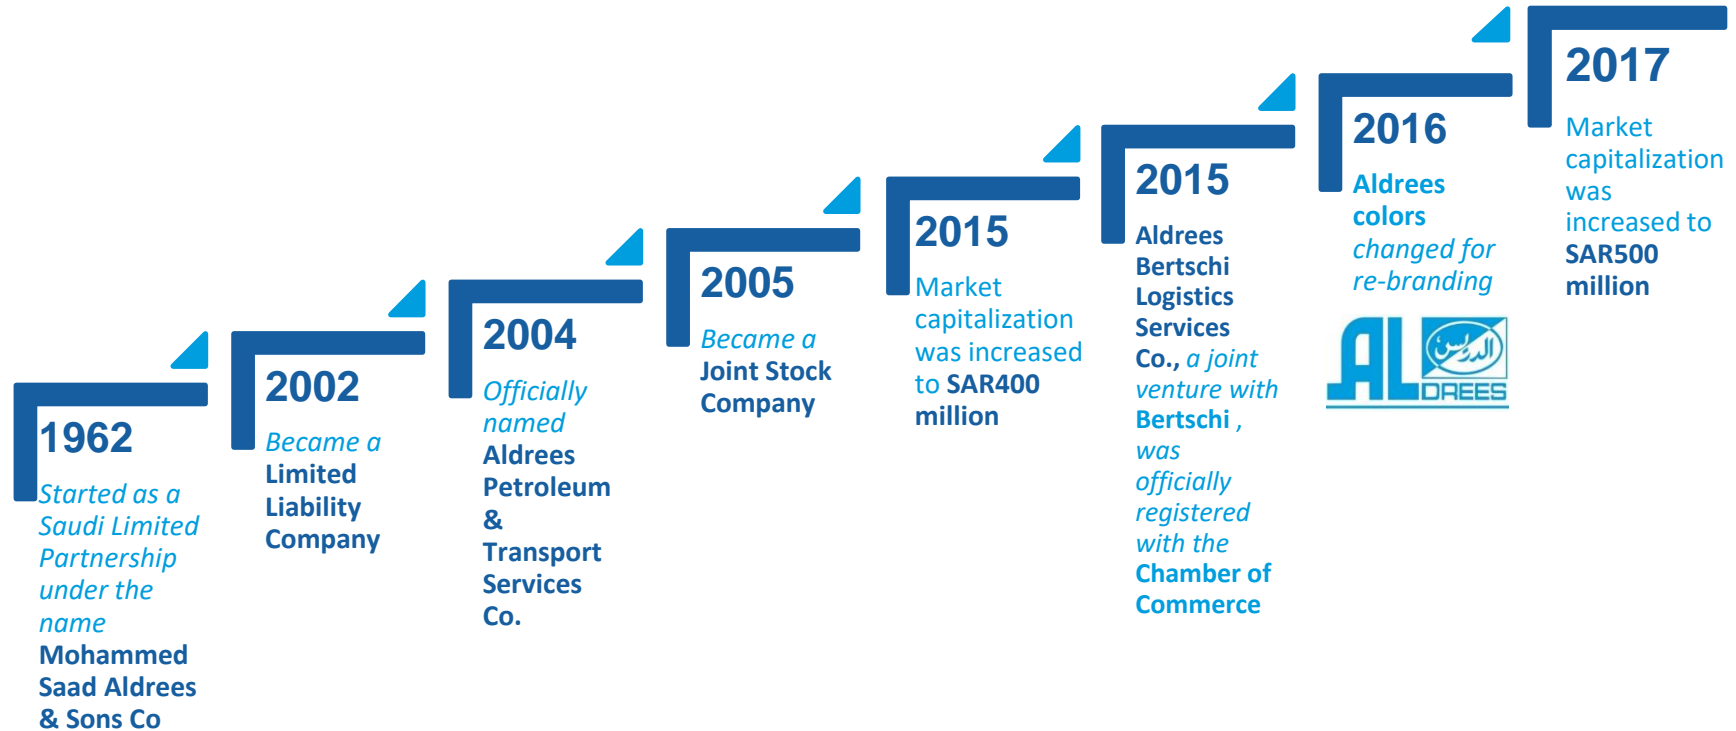 1962
Started as a
Saudi Limited
Partnership
under the
name
Mohammed
Saad Aldrees
& Sons Co
2002
Became a
Limited
Liability
Company
2004
Officially
named
Aldrees
Petroleum
&
Transport
Services
Co.
2005
Became a
Joint Stock
Company
2015
Market
capitalization
was increased
to SAR400
million
2015
Aldrees
Bertschi
Logistics
Services
Co., a joint
venture with
Bertschi ,
was
officially
registered
with the
Chamber of
Commerce
2016
Aldrees
colors
changed for
re-branding
AL
الدريس
DREES
2017
Market
capitalization
was
increased to
SAR500
million